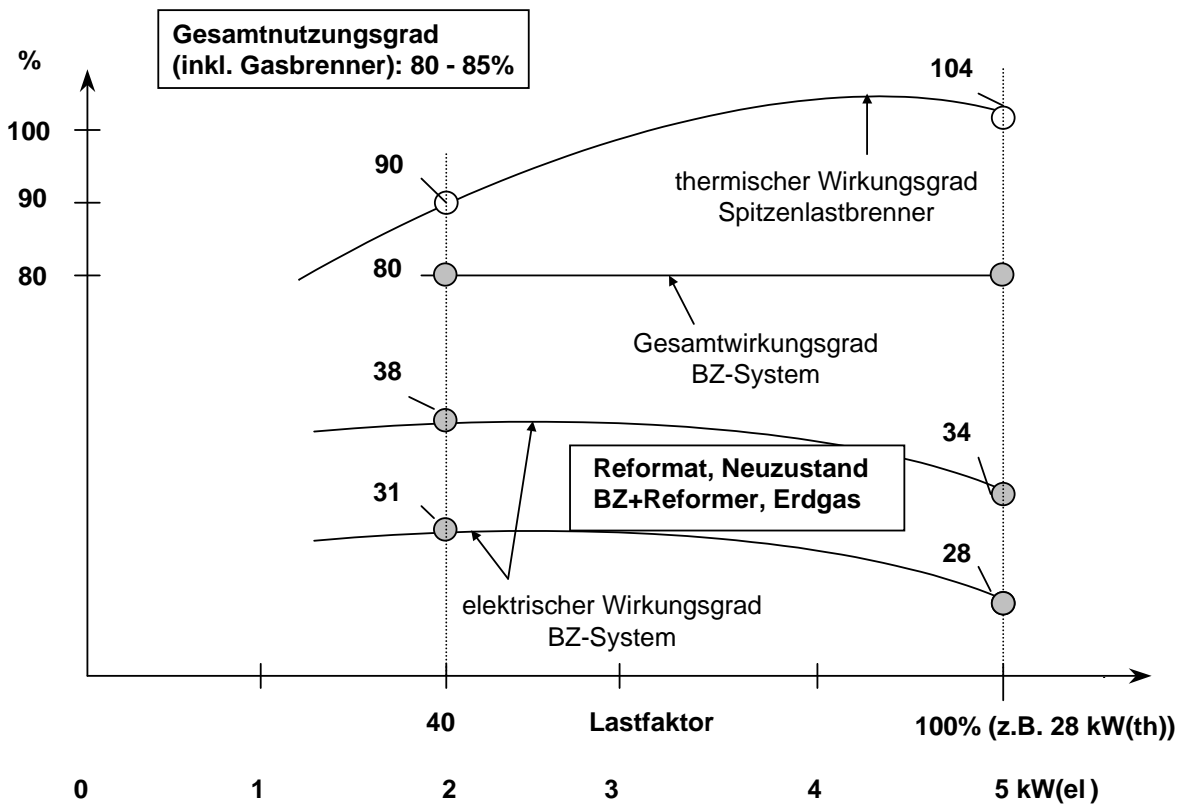 Gesamtnutzungsgrad
(inkl. Gasbrenner): 80 - 85%
%
104
100
90
90
thermischer Wirkungsgrad
Spitzenlastbrenner
80
80
Gesamtwirkungsgrad
BZ-System
38
34
Reformat, Neuzustand
BZ+Reformer, Erdgas
31
28
elektrischer Wirkungsgrad
BZ-System
40 Lastfaktor 100% (z.B. 28 kW(th))
0 1 2 3 4 5 kW(el)